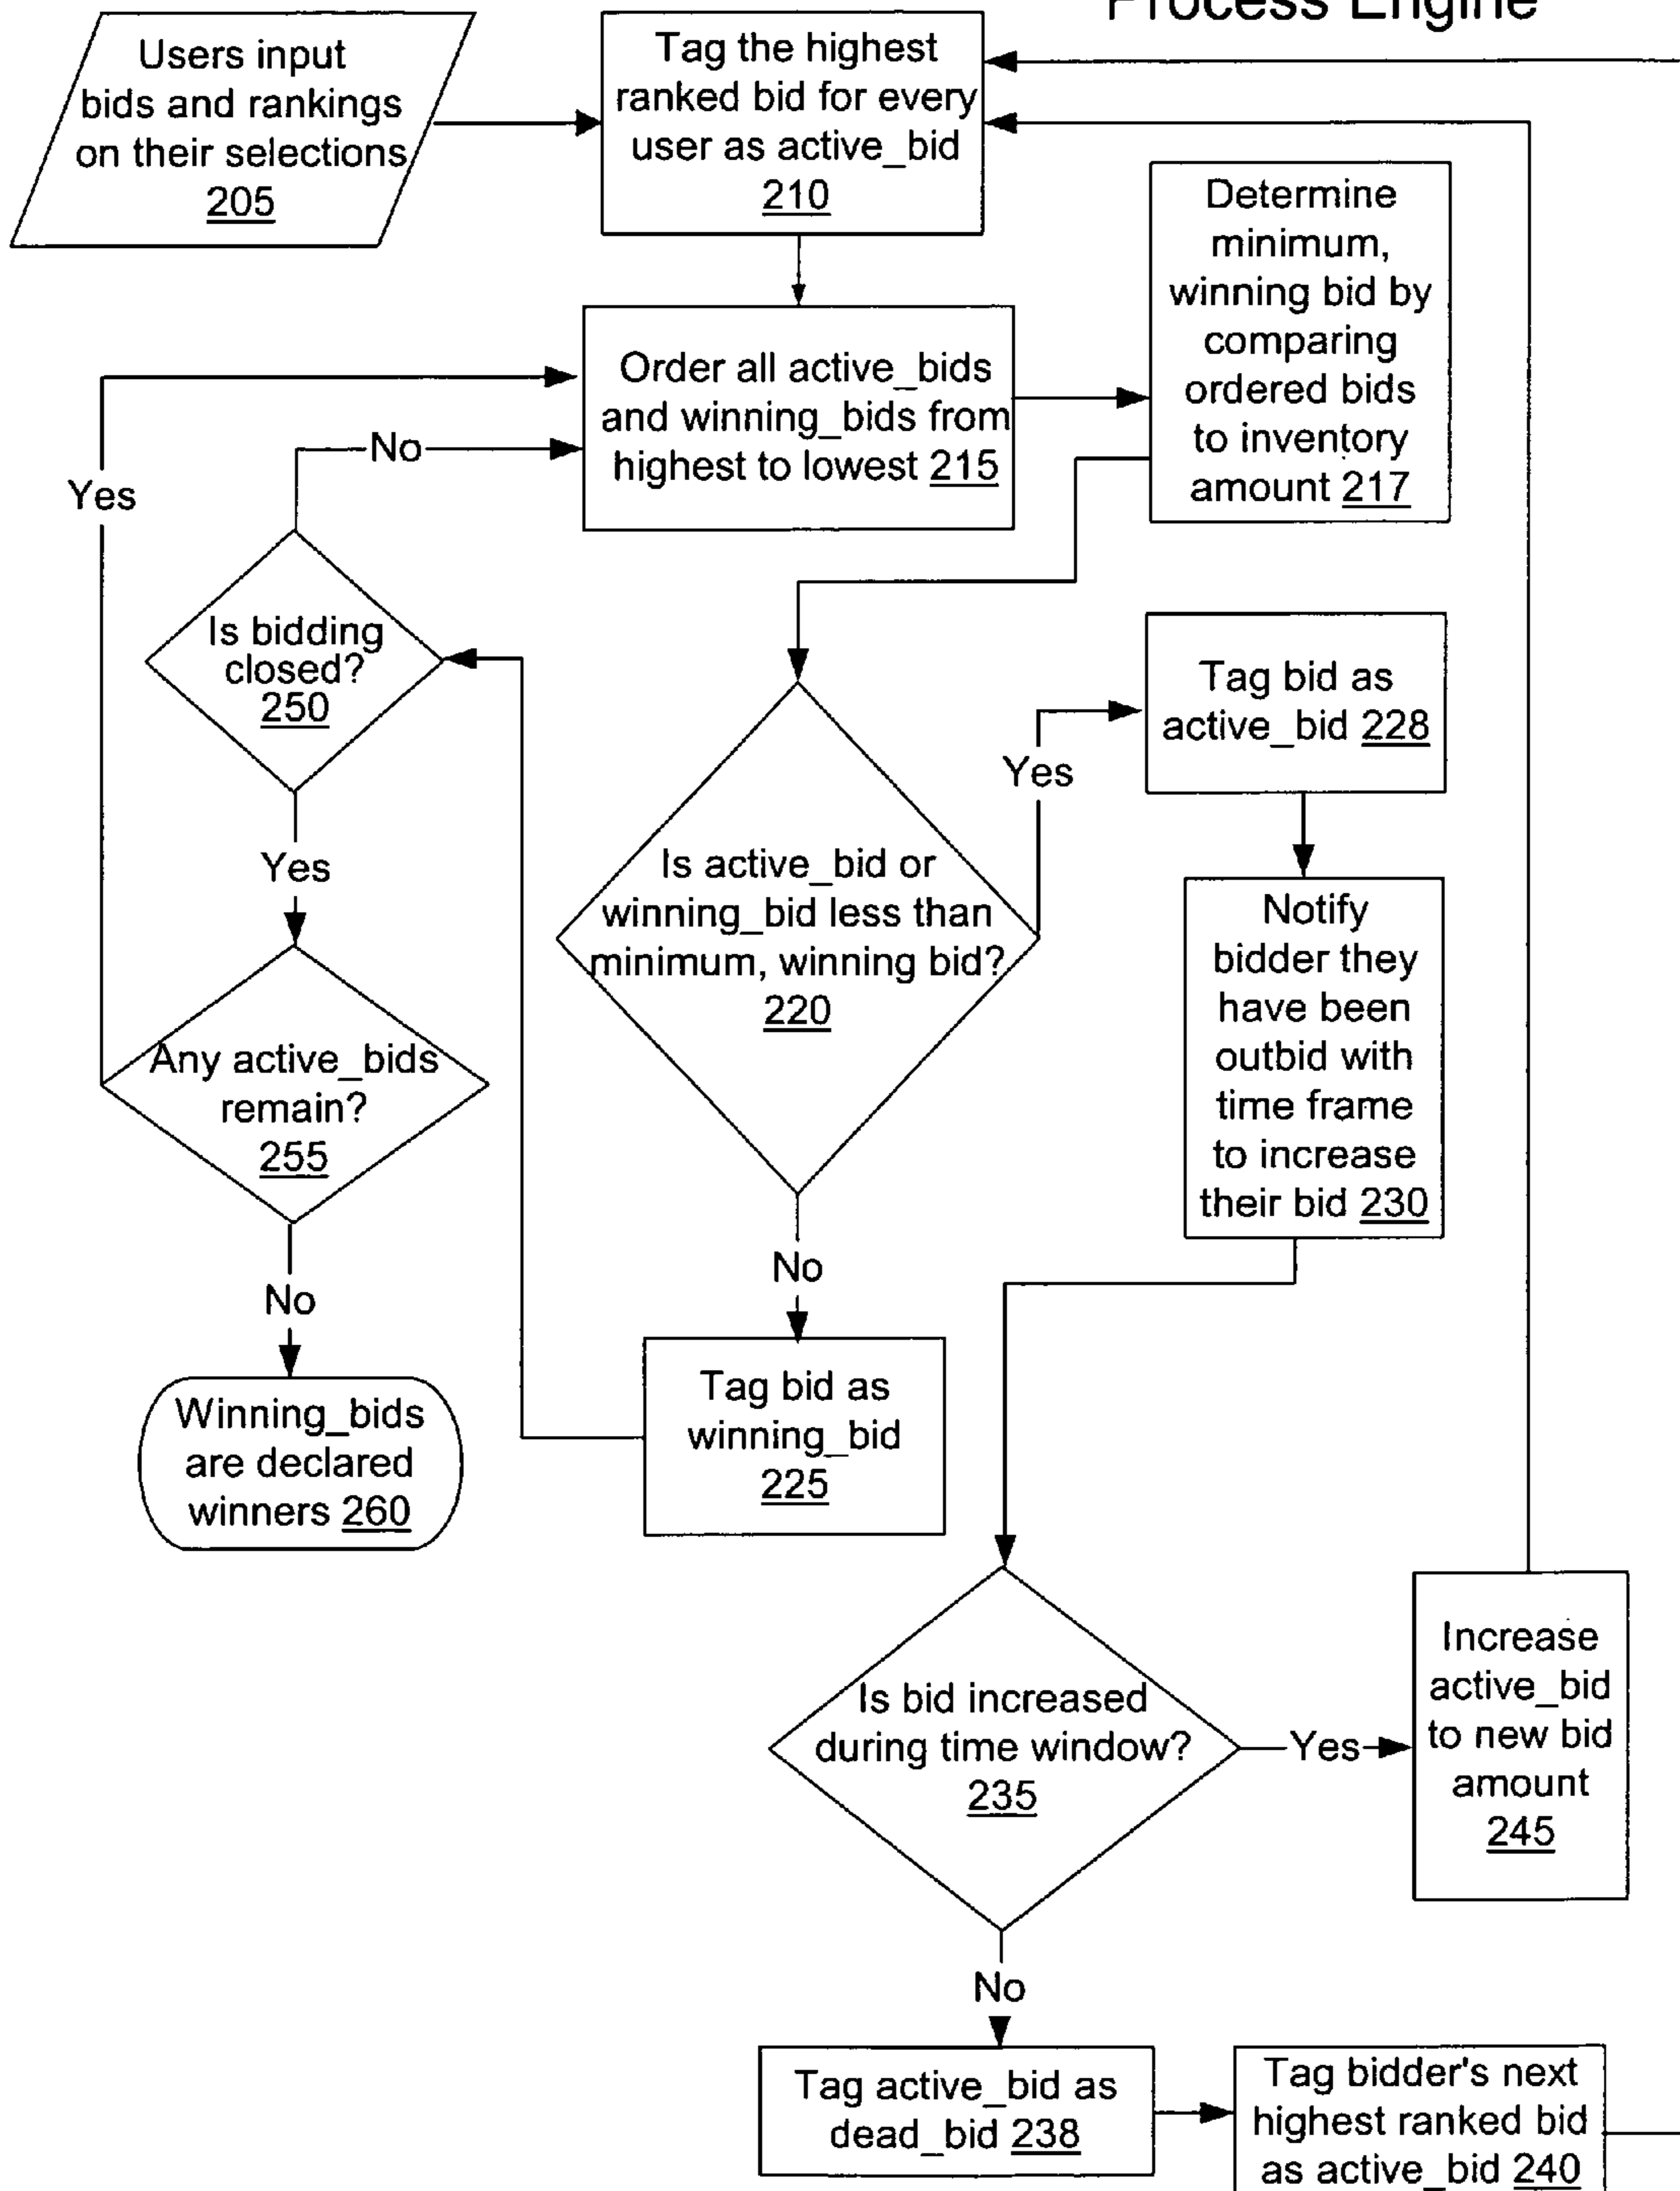 Process Engine
Users input
bids and rankings
on their selections
205
Tag the highest
ranked bid for every
user as active_bid
210
Determine
minimum,
winning bid by
comparing
ordered bids
to inventory
amount 217
Order all active_bids
and winning_bids from
highest to lowest 215
No
Yes
Is bidding
closed?
250
Tag bid as
active_bid 228
Yes
Yes
Is active_bid or
winning_bid less than
minimum, winning bid?
220
Notify
bidder they
have been
outbid with
time frame
to increase
their bid 230
Any active_bids
remain?
255
No
No
Winning_bids
are declared
winners 260
Tag bid as
winning_bid
225
Is bid increased
during time window?
235
Yes
Increase
active_bid
to new bid
amount
245
No
Tag active_bid as
dead_bid 238
Tag bidder's next
highest ranked bid
as active_bid 240